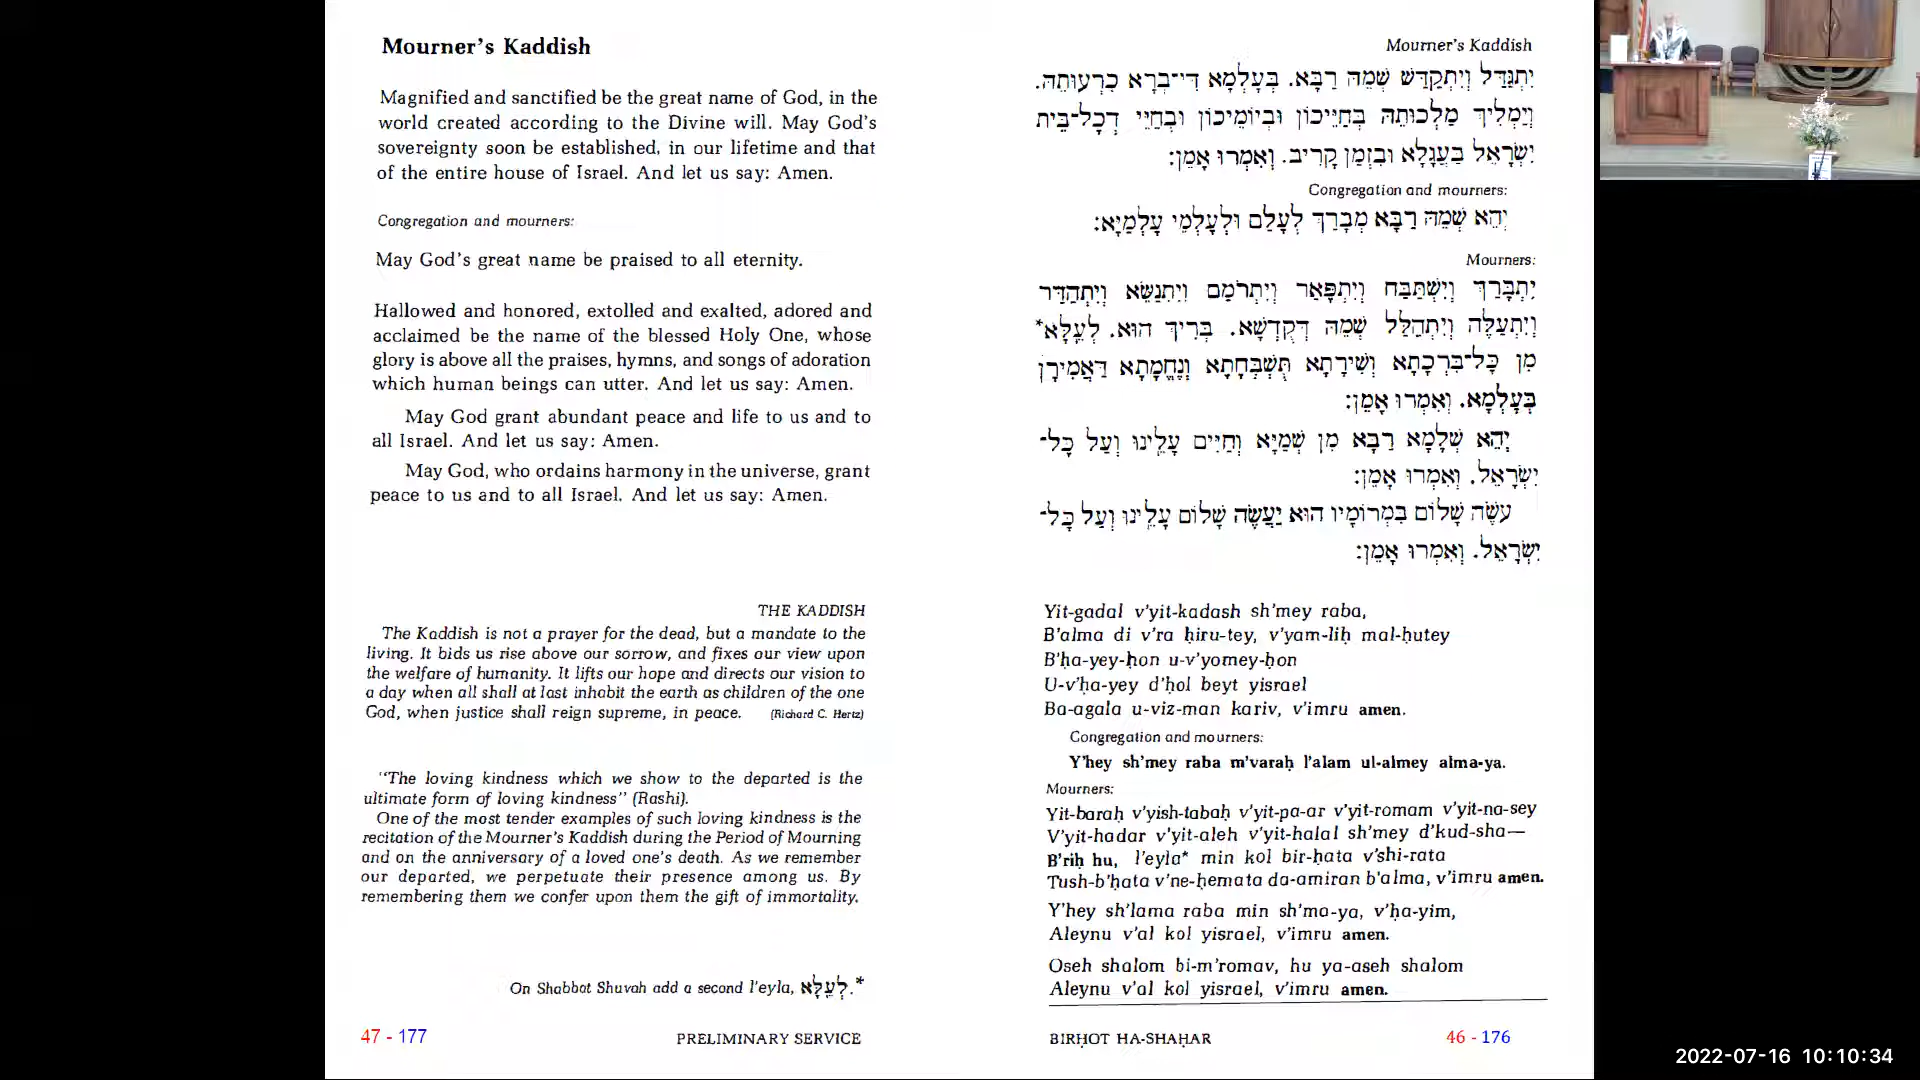 Mourner's Kaddish
Magnified and sanctified be the great name of God, in the
world created according to the Divine will. May God's
sovereignty soon be established, in our lifetime and that
of the entire house of Israel. And let us say: Amen.
Congregation and mourners:
May God's great name be praised to all eternity.
Hallowed and honored, extolled and exalted, adored and
acclaimed be the name of the blessed Holy One, whose
glory is above all the praises, hymns, and songs of adoration
which human beings can utter. And let us say: Amen.
May God grant abundant peace and life to us and to
all Israel. And let us say: Amen.
May God, who ordains harmony in the universe, grant
peace to us and to all Israel. And let us say: Amen.
THE KADDISH
The Kaddish is not a prayer for the dead, but a mandate to the
living. It bids us rise above our sorrow, and fixes our view upon
the welfare of humanity. It lifts our hope and directs our vision to
a day when all shall at last inhabit the earth as children of the one
God, when justice shall reign supreme, in peace. (Richard C. Hertz)
"The loving kindness which we show to the departed is the
ultimate form of loving kindness" (Rashi).
One of the most tender examples of such loving kindness is the
recitation of the Mourner's Kaddish during the Period of Mourning
and on the anniversary of a loved one's death. As we remember
our departed, we perpetuate their presence among us. By
remembering them we confer upon them the gift of immortality.
On Shabbat Shuvah add a second l'eyla, לְעֵֽלָּא.*
47 - 177 PRELIMINARY SERVICE
Mourner's Kaddish
יִתְגַּדַּל וְיִתְקַדַּשׁ שְׁמֵהּ רַבָּא. בְּעָלְמָא דִּי־בְרָא כִרְעוּתֵהּ.
וְיַמְלִיךְ מַלְכוּתֵהּ בְּחַיֵּיכוֹן וּבְיוֹמֵיכוֹן וּבְחַיֵּי דְכָל־בֵּית
יִשְׂרָאֵל בַּעֲגָלָא וּבִזְמַן קָרִיב. וְאִמְרוּ אָמֵן:
Congregation and mourners:
יְהֵא שְׁמֵהּ רַבָּא מְבָרַךְ לְעָלַם וּלְעָלְמֵי עָלְמַיָּא:
Mourners:
יִתְבָּרַךְ וְיִשְׁתַּבַּח וְיִתְפָּאַר וְיִתְרֹמַם וְיִתְנַשֵּׂא וְיִתְהַדַּר
וְיִתְעַלֶּה וְיִתְהַלַּל שְׁמֵהּ דְּקֻדְשָׁא. בְּרִיךְ הוּא. לְעֵֽלָּא*
מִן כָּל־בִּרְכָתָא וְשִׁירָתָא תֻּשְׁבְּחָתָא וְנֶחֱמָתָא דַּאֲמִירָן
בְּעָלְמָא. וְאִמְרוּ אָמֵן:
יְהֵא שְׁלָמָא רַבָּא מִן שְׁמַיָּא וְחַיִּים עָלֵֽינוּ וְעַל כָּל־
יִשְׂרָאֵל. וְאִמְרוּ אָמֵן:
עֹשֶׂה שָׁלוֹם בִּמְרוֹמָיו הוּא יַעֲשֶׂה שָׁלוֹם עָלֵֽינוּ וְעַל כָּל־
יִשְׂרָאֵל. וְאִמְרוּ אָמֵן:
Yit-gadal v'yit-kadash sh'mey raba,
B'alma di v'ra ḥiru-tey, v'yam-liḥ mal-ḥutey
B'ḥa-yey-ḥon u-v'yomey-ḥon
U-v'ḥa-yey d'ḥol beyt yisrael
Ba-agala u-viz-man kariv, v'imru amen.
Congregation and mourners:
Y'hey sh'mey raba m'varaḥ l'alam ul-almey alma-ya.
Mourners:
Yit-baraḥ v'yish-tabaḥ v'yit-pa-ar v'yit-romam v'yit-na-sey
V'yit-hadar v'yit-aleh v'yit-halal sh'mey d'kud-sha—
B'riḥ hu, l'eyla* min kol bir-ḥata v'shi-rata
Tush-b'ḥata v'ne-ḥemata da-amiran b'alma, v'imru amen.
Y'hey sh'lama raba min sh'ma-ya, v'ḥa-yim,
Aleynu v'al kol yisrael, v'imru amen.
Oseh shalom bi-m'romav, hu ya-aseh shalom
Aleynu v'al kol yisrael, v'imru amen.
BIRḤOT HA-SHAḤAR 46 - 176
2022-07-16 10:10:34